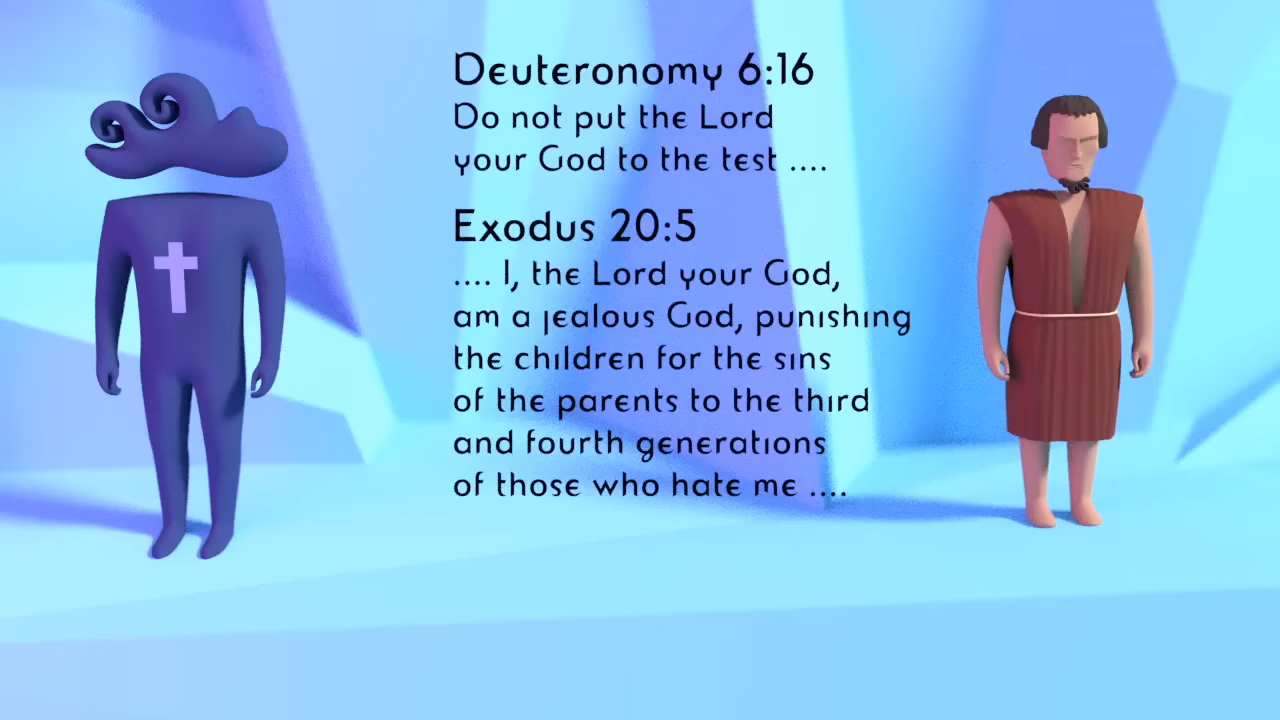 Deuteronomy 6:16
Do not put the Lord
your God to the test ....
Exodus 20:5
.... I, the Lord your God,
am a jealous God, punishing
the children for the sins
of the parents to the third
and fourth generations
of those who hate me ....